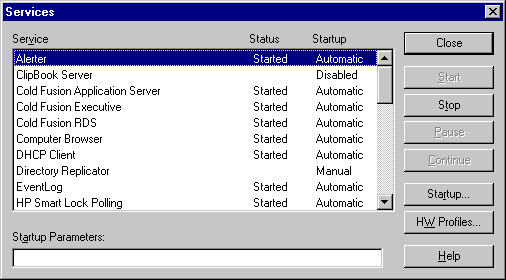 Services
Service Status Startup
Alerter Started Automatic
ClipBook Server Disabled
Cold Fusion Application Server Started Automatic
Cold Fusion Executive Started Automatic
Cold Fusion RDS Started Automatic
Computer Browser Started Automatic
DHCP Client Started Automatic
Directory Replicator Manual
EventLog Started Automatic
HP Smart Lock Polling Started Automatic
Startup Parameters:
Close
Start
Stop
Pause
Continue
Startup...
HW Profiles...
Help